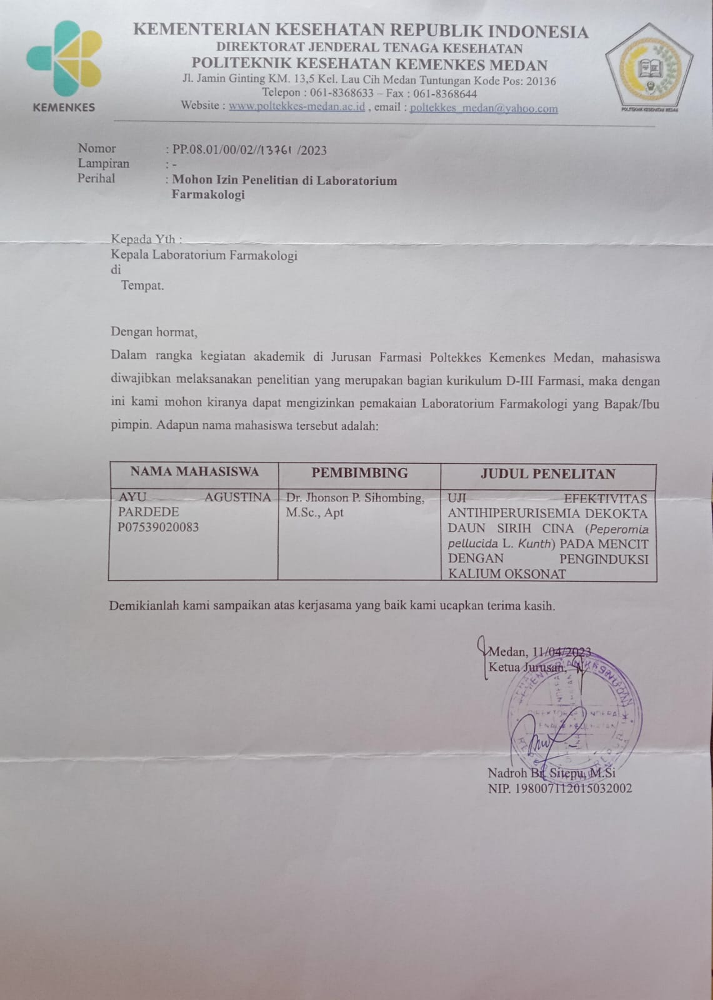 KEMENTERIAN KESEHATAN REPUBLIK INDONESIA
DIREKTORAT JENDERAL TENAGA KESEHATAN
POLITEKNIK KESEHATAN KEMENKES MEDAN
Jl. Jamin Ginting KM. 13,5 Kel. Lau Cih Medan Tuntungan Kode Pos: 20136
Telepon : 061-8368633 – Fax : 061-8368644
Website : www.poltekkes-medan.ac.id , email : poltekkes_medan@yahoo.com
KEMENKES
POLITEKNIK KESEHATAN MEDAN
Nomor : PP.08.01/00/02//13761 /2023
Lampiran : -
Perihal : Mohon Izin Penelitian di Laboratorium
Farmakologi
Kepada Yth :
Kepala Laboratorium Farmakologi
di
Tempat.
Dengan hormat,
Dalam rangka kegiatan akademik di Jurusan Farmasi Poltekkes Kemenkes Medan, mahasiswa
diwajibkan melaksanakan penelitian yang merupakan bagian kurikulum D-III Farmasi, maka dengan
ini kami mohon kiranya dapat mengizinkan pemakaian Laboratorium Farmakologi yang Bapak/Ibu
pimpin. Adapun nama mahasiswa tersebut adalah:
NAMA MAHASISWA PEMBIMBING JUDUL PENELITAN
AYU AGUSTINA Dr. Jhonson P. Sihombing, UJI EFEKTIVITAS
PARDEDE M.Sc., Apt ANTIHIPERURISEMIA DEKOKTA
P07539020083 DAUN SIRIH CINA (Peperomia
pellucida L. Kunth) PADA MENCIT
DENGAN PENGINDUKSI
KALIUM OKSONAT
Demikianlah kami sampaikan atas kerjasama yang baik kami ucapkan terima kasih.
Medan, 11/04/2023
Ketua Jurusan,
Nadroh Br. Sitepu, M.Si
NIP. 198007112015032002